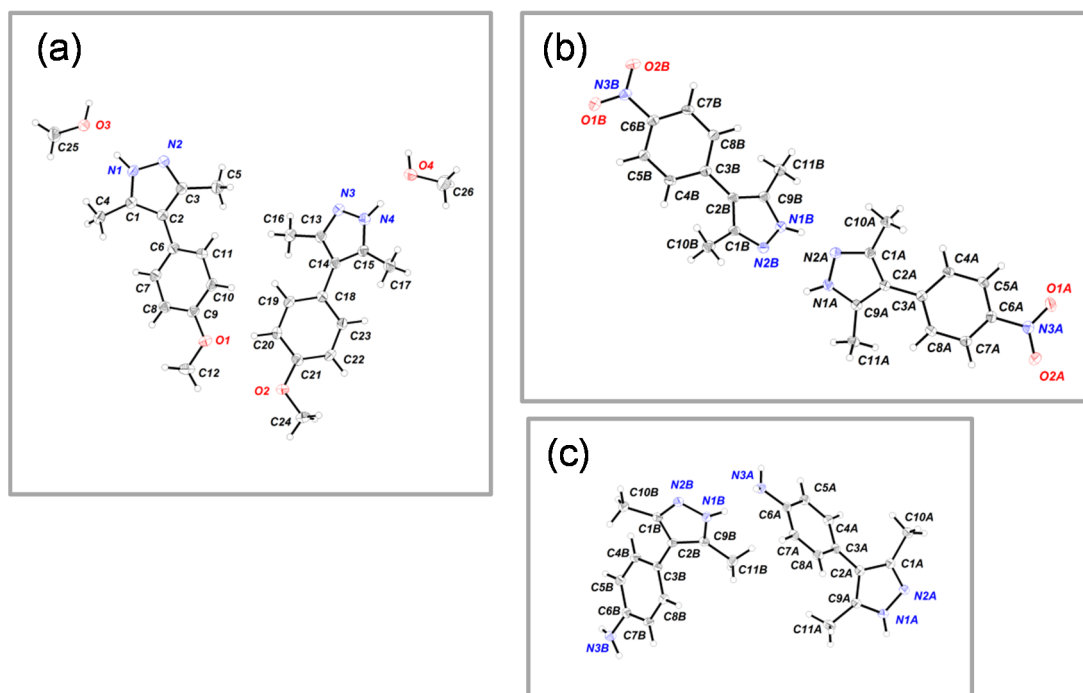 (a)
O3
C25
N1
N2
C4
C5
C1
C3
C2
C6
C11
C7
C10
C8
C9
O1
C12
O4
C26
N3
N4
C16
C13
C14
C15
C17
C19
C18
C23
C20
C22
C21
O2
C24
(b)
O2B
N3B
O1B
C7B
C6B
C8B
C5B
C3B
C11B
C4B
C2B
C9B
N1B
C10B
C1B
N2B
C10A
N2A
C1A
C4A
C2A
C5A
O1A
N1A
C3A
C6A
C9A
N3A
C8A
C7A
C11A
O2A
(c)
N3A
N2B
C10B
N1B
C5A
C6A
C1B
C4A
C10A
C9B
C7A
C3A
C4B
C2B
C8A
C1A
C11B
C2A
C3B
C5B
N2A
C9A
C6B
C8B
N1A
C7B
C11A
N3B